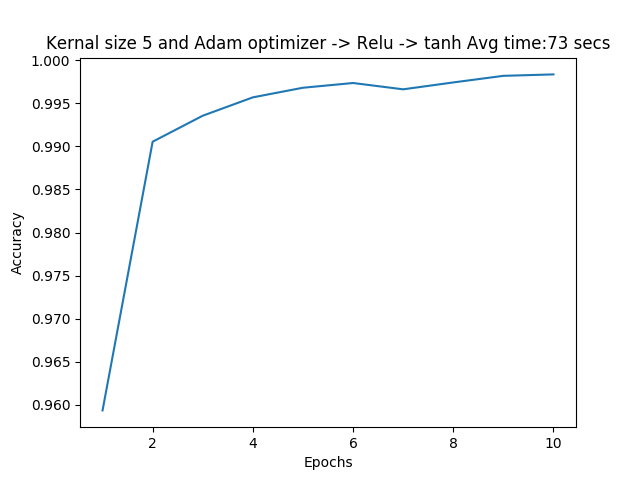 Kernal size 5 and Adam optimizer -> Relu -> tanh Avg time:73 secs
1.000
0.995
0.990
0.985
0.980
0.975
0.970
0.965
0.960
Accuracy
2 4 6 8 10
Epochs